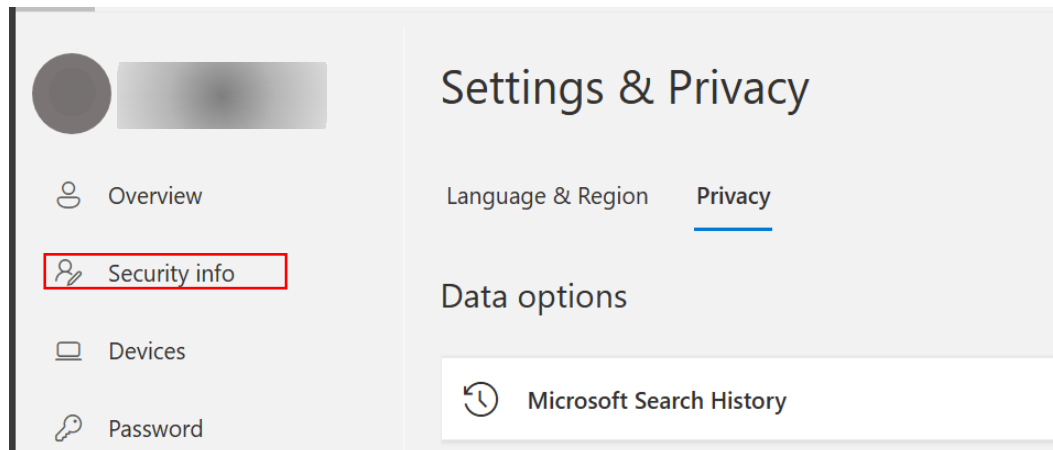 Overview
Security info
Devices
Password
Settings & Privacy
Language & Region
Privacy
Data options
Microsoft Search History